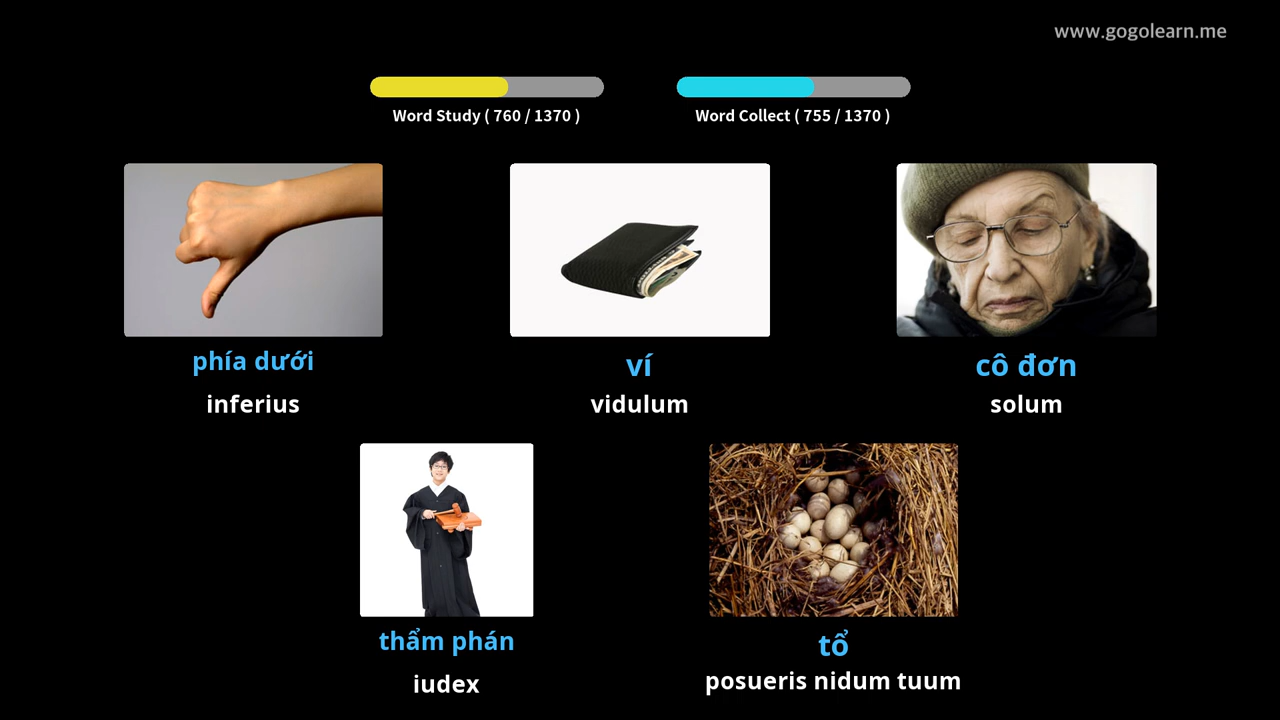 www.gogolearn.me
Word Study ( 760 / 1370 )
Word Collect ( 755 / 1370 )
phía dưới
inferius
ví
vidulum
cô đơn
solum
thẩm phán
iudex
tổ
posueris nidum tuum